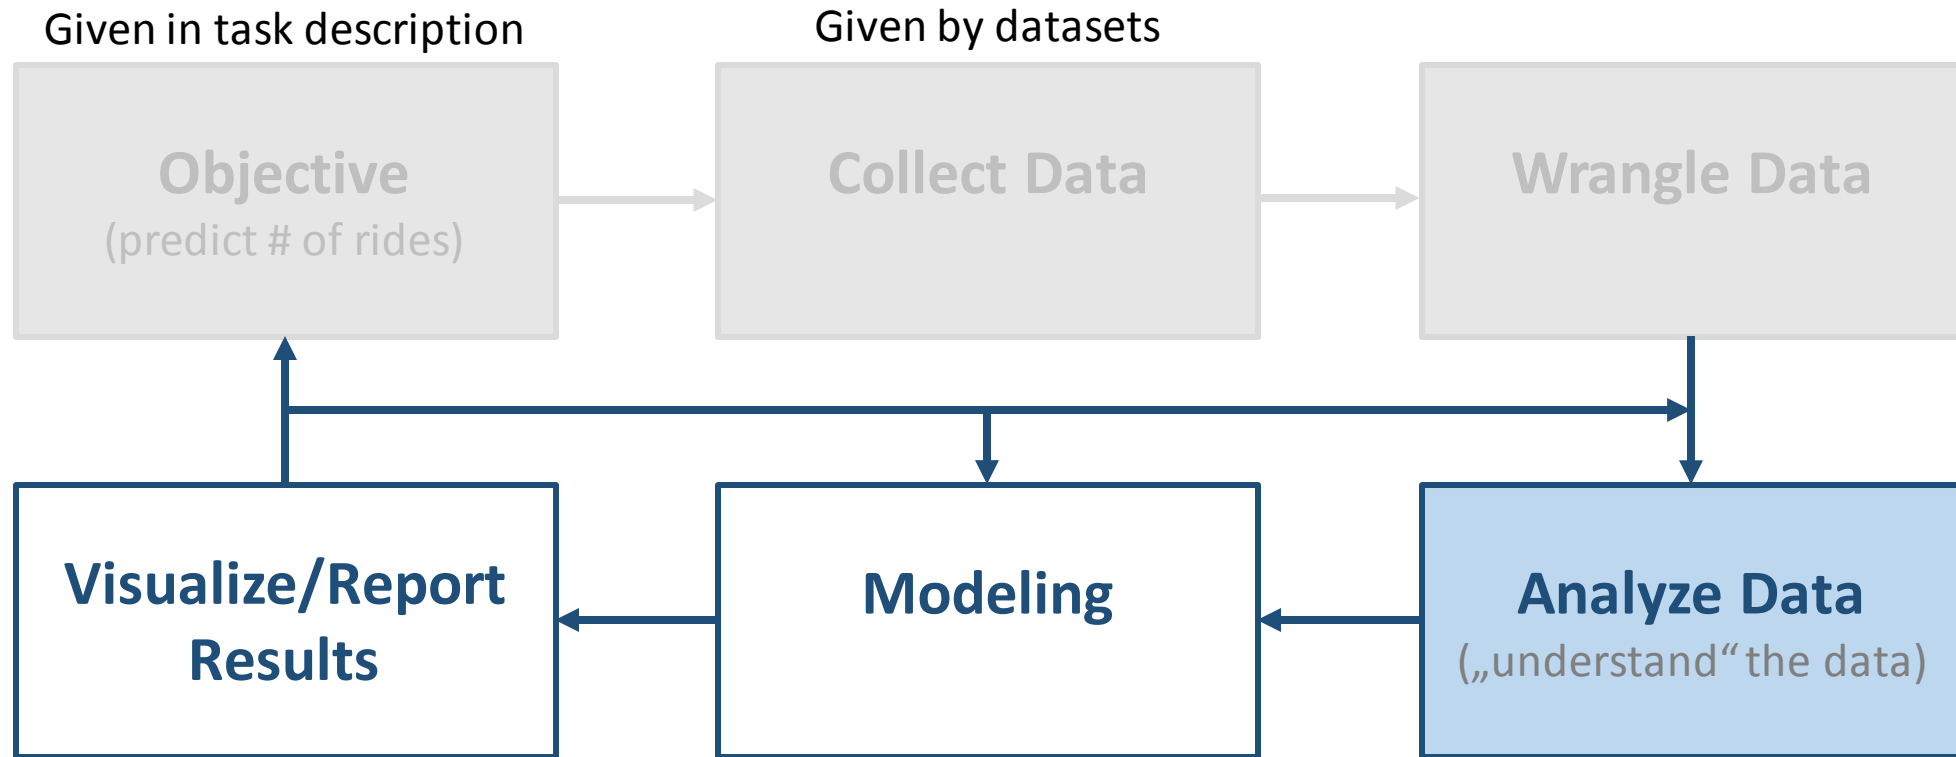 Given in task description
Given by datasets
Objective
(predict # of rides)
Collect Data
Wrangle Data
Visualize/Report
Results
Modeling
Analyze Data
(„understand“ the data)